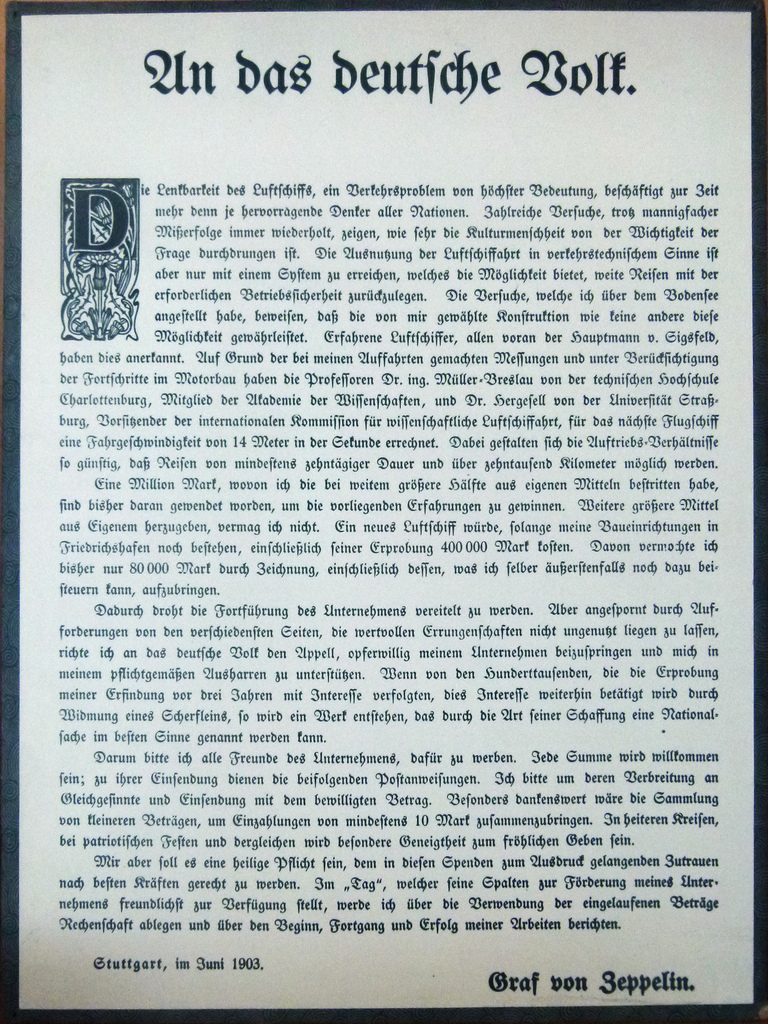 An das deutsche Volk.
Die Lenkbarkeit des Luftschiffs, ein Verkehrsproblem von höchster Bedeutung, beschäftigt zur Zeit
mehr denn je hervorragende Denker aller Nationen. Zahlreiche Versuche, trotz mannigfacher
Mißerfolge immer wiederholt, zeigen, wie sehr die Kulturmenschheit von der Wichtigkeit der
Frage durchdrungen ist. Die Ausnutzung der Luftschiffahrt in verkehrstechnischem Sinne ist
aber nur mit einem System zu erreichen, welches die Möglichkeit bietet, weite Reisen mit der
erforderlichen Betriebssicherheit zurückzulegen. Die Versuche, welche ich über dem Bodensee
angestellt habe, beweisen, daß die von mir gewählte Konstruktion wie keine andere diese
Möglichkeit gewährleistet. Erfahrene Luftschiffer, allen voran der Hauptmann v. Sigsfeld,
haben dies anerkannt. Auf Grund der bei meinen Auffahrten gemachten Messungen und unter Berücksichtigung
der Fortschritte im Motorbau haben die Professoren Dr. ing. Müller-Breslau von der technischen Hochschule
Charlottenburg, Mitglied der Akademie der Wissenschaften, und Dr. Hergesell von der Universität Straß-
burg, Vorsitzender der internationalen Kommission für wissenschaftliche Luftschiffahrt, für das nächste Flugschiff
eine Fahrgeschwindigkeit von 14 Meter in der Sekunde errechnet. Dabei gestalten sich die Auftriebs-Verhältnisse
so günstig, daß Reisen von mindestens zehntägiger Dauer und über zehntausend Kilometer möglich werden.
Eine Million Mark, wovon ich die bei weitem größere Hälfte aus eigenen Mitteln bestritten habe,
sind bisher daran gewendet worden, um die vorliegenden Erfahrungen zu gewinnen. Weitere größere Mittel
aus Eigenem herzugeben, vermag ich nicht. Ein neues Luftschiff würde, solange meine Baueinrichtungen in
Friedrichshafen noch bestehen, einschließlich seiner Erprobung 400 000 Mark kosten. Davon vermochte ich
bisher nur 80 000 Mark durch Zeichnung, einschließlich dessen, was ich selber äußerstenfalls noch dazu bei-
steuern kann, aufzubringen.
Dadurch droht die Fortführung des Unternehmens vereitelt zu werden. Aber angespornt durch Auf-
forderungen von den verschiedensten Seiten, die wertvollen Errungenschaften nicht ungenutzt liegen zu lassen,
richte ich an das deutsche Volk den Appell, opferwillig meinem Unternehmen beizuspringen und mich in
meinem pflichtgemäßen Ausharren zu unterstützen. Wenn von den Hunderttausenden, die die Erprobung
meiner Erfindung vor drei Jahren mit Interesse verfolgten, dies Interesse weiterhin betätigt wird durch
Widmung eines Scherfleins, so wird ein Werk entstehen, das durch die Art seiner Schaffung eine National-
sache im besten Sinne genannt werden kann.
Darum bitte ich alle Freunde des Unternehmens, dafür zu werben. Jede Summe wird willkommen
sein; zu ihrer Einsendung dienen die beifolgenden Postanweisungen. Ich bitte um deren Verbreitung an
Gleichgesinnte und Einsendung mit dem bewilligten Betrag. Besonders dankenswert wäre die Sammlung
von kleineren Beträgen, um Einzahlungen von mindestens 10 Mark zusammenzubringen. In heiteren Kreisen,
bei patriotischen Festen und dergleichen wird besondere Geneigtheit zum fröhlichen Geben sein.
Mir aber soll es eine heilige Pflicht sein, dem in diesen Spenden zum Ausdruck gelangenden Zutrauen
nach besten Kräften gerecht zu werden. Im „Tag“, welcher seine Spalten zur Förderung meines Unter-
nehmens freundlichst zur Verfügung stellt, werde ich über die Verwendung der eingelaufenen Beträge
Rechenschaft ablegen und über den Beginn, Fortgang und Erfolg meiner Arbeiten berichten.
Stuttgart, im Juni 1903.
Graf von Zeppelin.